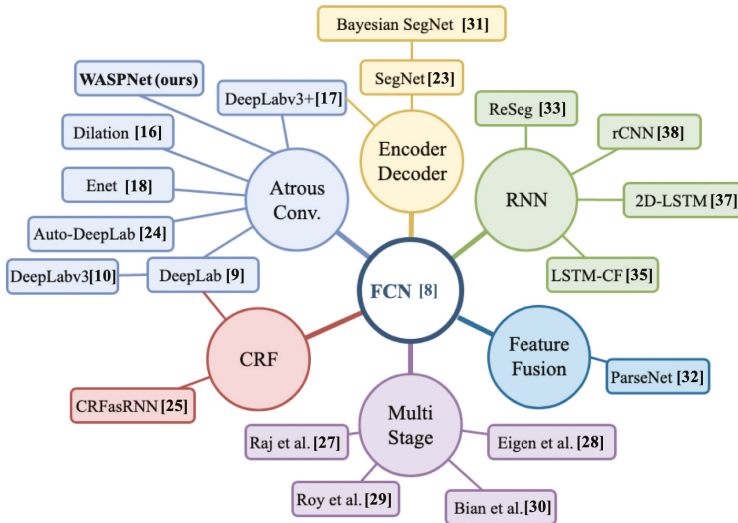 Bayesian SegNet [31]
WASPNet (ours)
SegNet [23]
DeepLabv3+ [17]
ReSeg [33]
Dilation [16]
rCNN [38]
Encoder
Decoder
Enet [18]
Atrous
Conv.
RNN
2D-LSTM [37]
Auto-DeepLab [24]
DeepLabv3[10]
DeepLab [9]
LSTM-CF [35]
FCN [8]
CRF
Feature
Fusion
ParseNet [32]
CRFasRNN [25]
Multi
Stage
Raj et al. [27]
Eigen et al. [28]
Roy et al. [29]
Bian et al. [30]